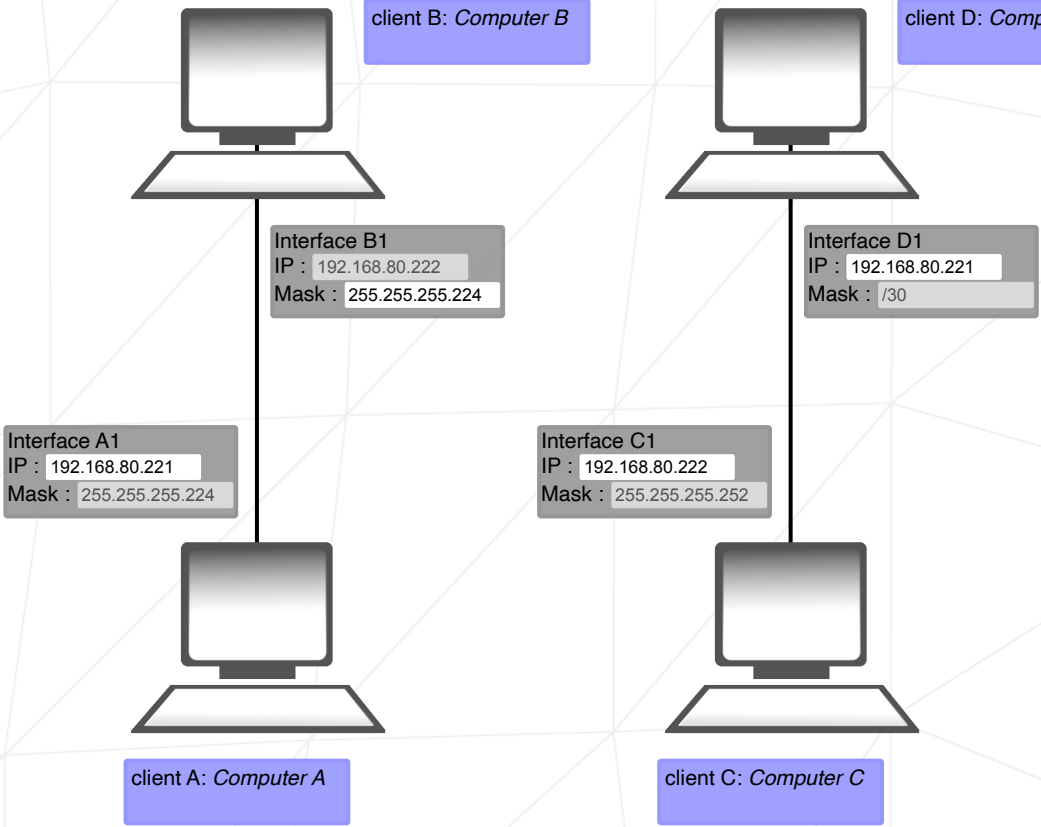 client B: Computer B
client D: Comp
Interface B1
IP : 192.168.80.222
Mask : 255.255.255.224
Interface D1
IP : 192.168.80.221
Mask : /30
Interface A1
IP : 192.168.80.221
Mask : 255.255.255.224
Interface C1
IP : 192.168.80.222
Mask : 255.255.255.252
client A: Computer A
client C: Computer C